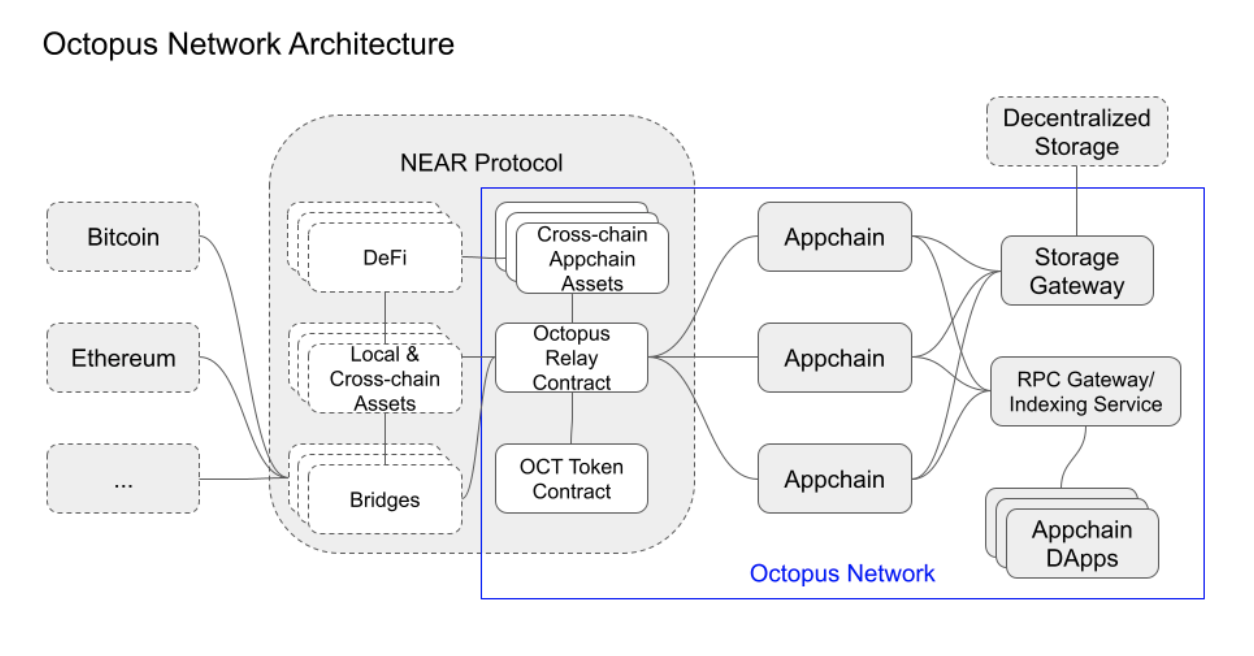 Octopus Network Architecture
NEAR Protocol
Bitcoin
Ethereum
...
DeFi
Local &
Cross-chain
Assets
Bridges
Cross-chain
Appchain
Assets
Octopus
Relay
Contract
OCT Token
Contract
Appchain
Appchain
Appchain
Decentralized
Storage
Storage
Gateway
RPC Gateway/
Indexing Service
Appchain
DApps
Octopus Network